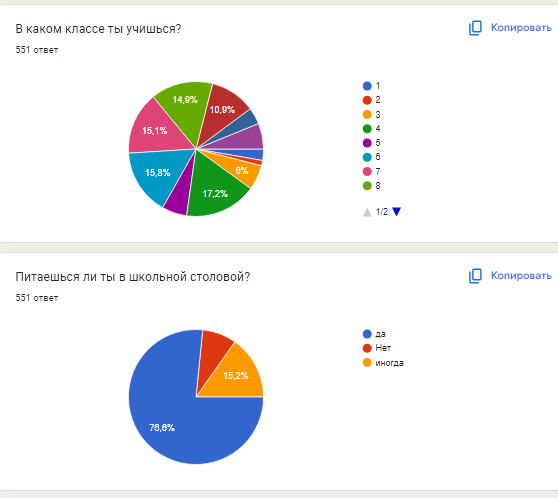 В каком классе ты учишься?
Копировать
551 ответ
14,9%
10,9%
15,1%
15,8%
6%
17,2%
1
2
3
4
5
6
7
8
1/2
Питаешься ли ты в школьной столовой?
Копировать
551 ответ
15,2%
76,6%
да
Нет
иногда